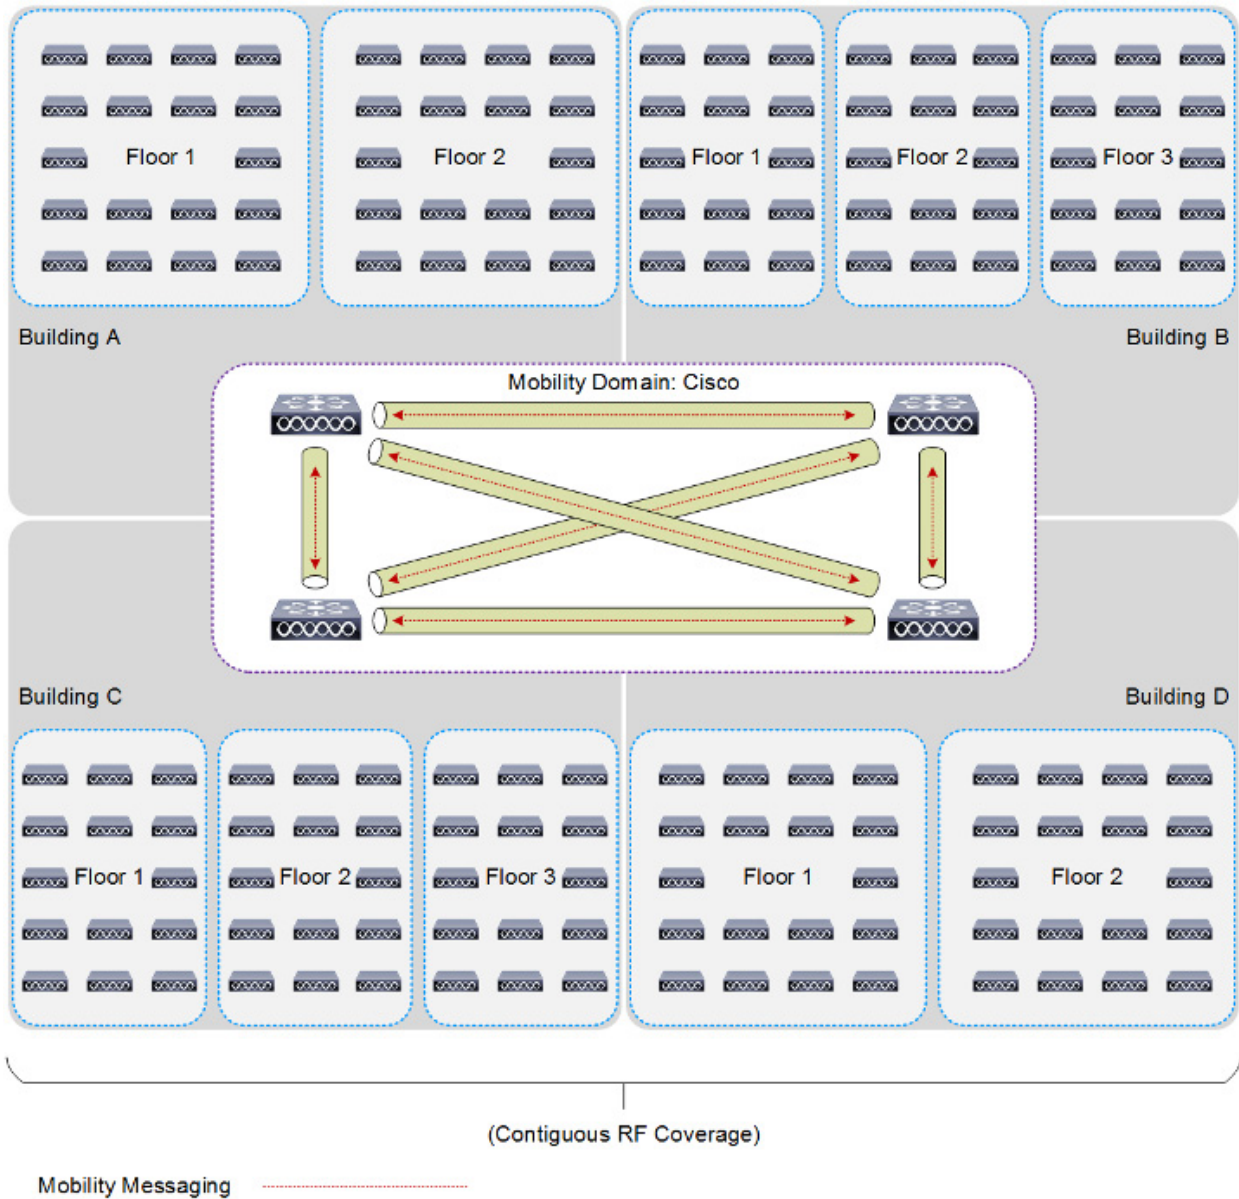 Floor 1
Floor 2
Floor 1
Floor 2
Floor 3
Building A
Building B
Mobility Domain: Cisco
Building C
Building D
Floor 1
Floor 2
Floor 3
Floor 1
Floor 2
(Contiguous RF Coverage)
Mobility Messaging